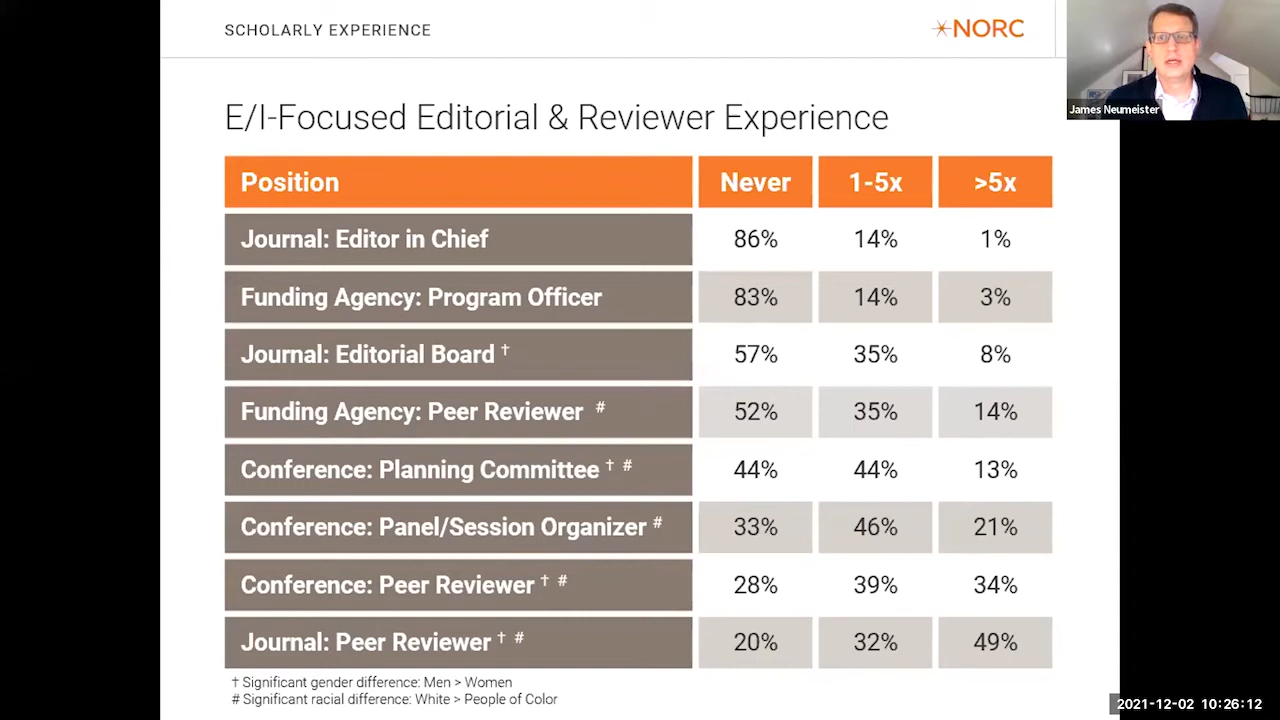 SCHOLARLY EXPERIENCE
NORC
James Neumeister
E/I-Focused Editorial & Reviewer Experience
Position Never 1-5x >5x
Journal: Editor in Chief 86% 14% 1%
Funding Agency: Program Officer 83% 14% 3%
Journal: Editorial Board † 57% 35% 8%
Funding Agency: Peer Reviewer # 52% 35% 14%
Conference: Planning Committee † # 44% 44% 13%
Conference: Panel/Session Organizer # 33% 46% 21%
Conference: Peer Reviewer † # 28% 39% 34%
Journal: Peer Reviewer † # 20% 32% 49%
† Significant gender difference: Men > Women
# Significant racial difference: White > People of Color
2021-12-02 10:26:12